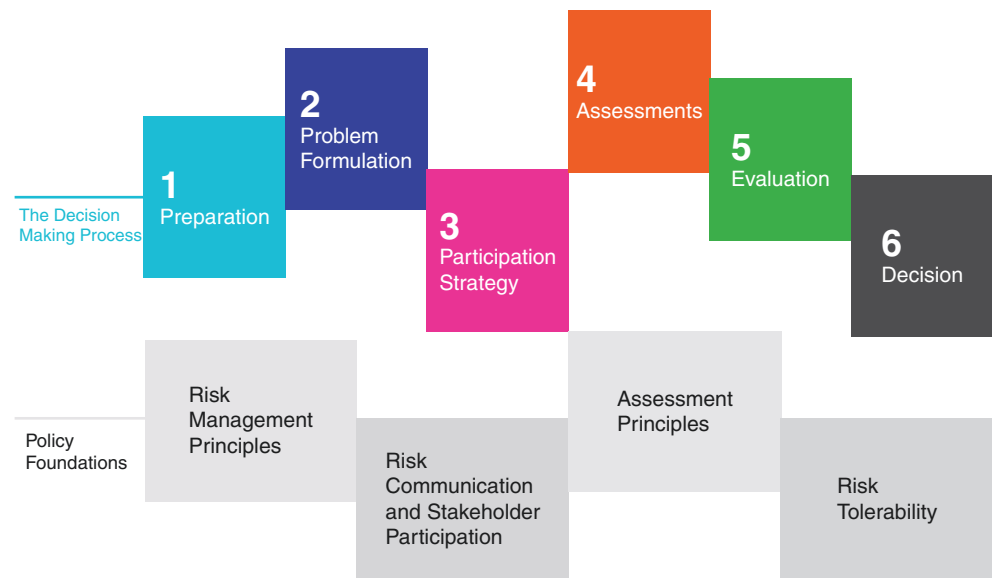 The Decision
Making Process
1
Preparation
2
Problem
Formulation
3
Participation
Strategy
4
Assessments
5
Evaluation
6
Decision
Policy
Foundations
Risk
Management
Principles
Risk
Communication
and Stakeholder
Participation
Assessment
Principles
Risk
Tolerability